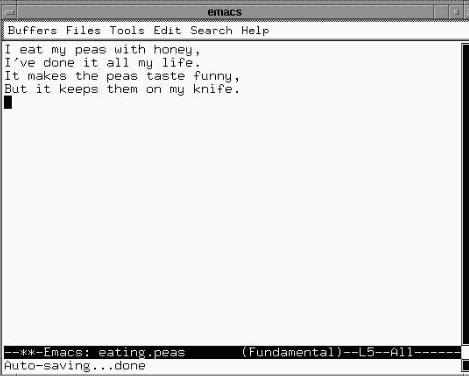 emacs
Buffers Files Tools Edit Search Help
I eat my peas with honey,
I've done it all my life.
It makes the peas taste funny,
But it keeps them on my knife.
--**-Emacs: eating.peas (Fundamental)--L5--All------
Auto-saving...done